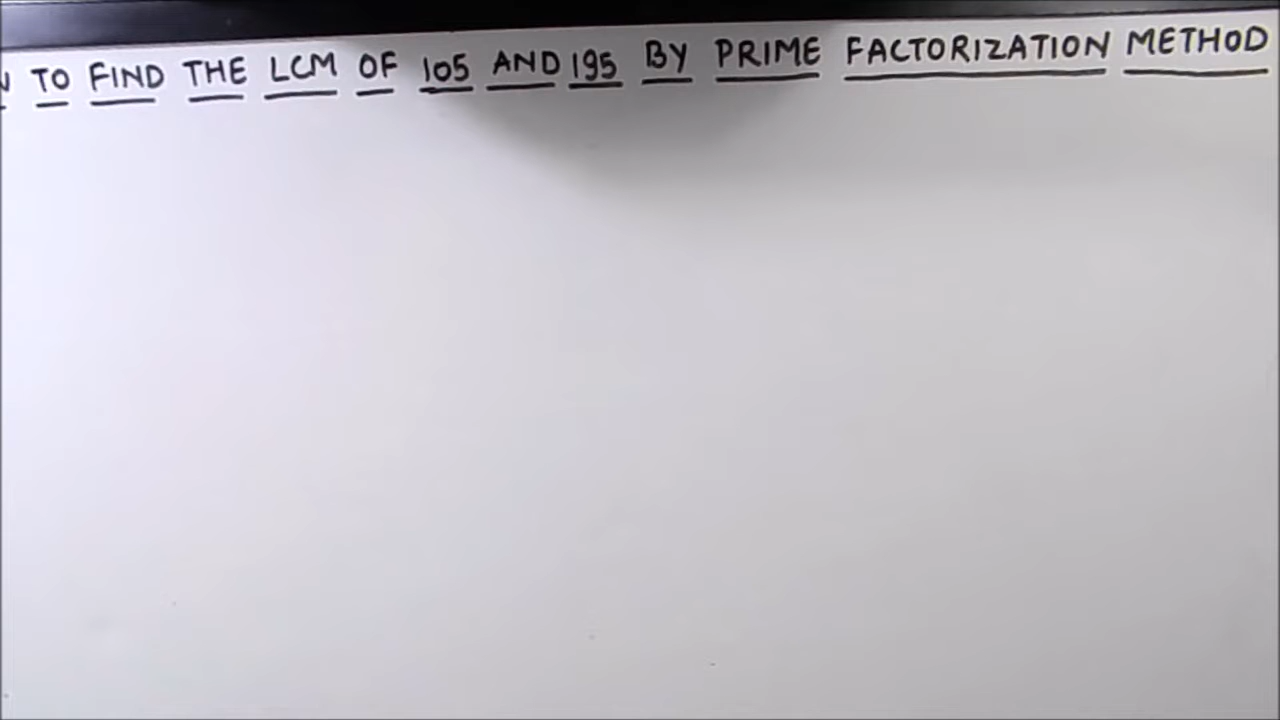 TO FIND THE LCM OF 105 AND 195 BY PRIME FACTORIZATION METHOD